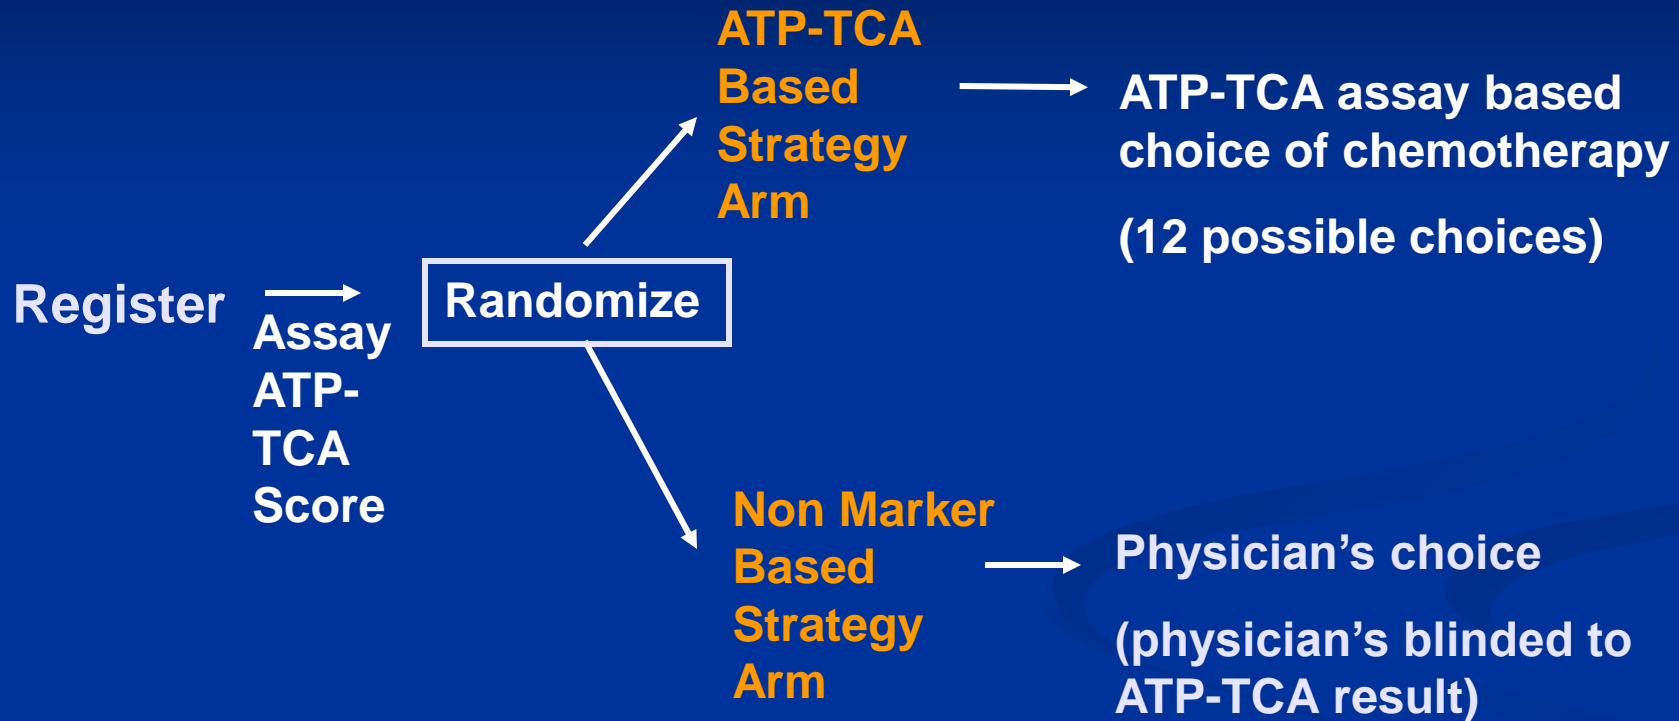 Register
Assay
ATP-
TCA
Score
Randomize
ATP-TCA
Based
Strategy
Arm
ATP-TCA assay based
choice of chemotherapy
(12 possible choices)
Non Marker
Based
Strategy
Arm
Physician’s choice
(physician’s blinded to
ATP-TCA result)